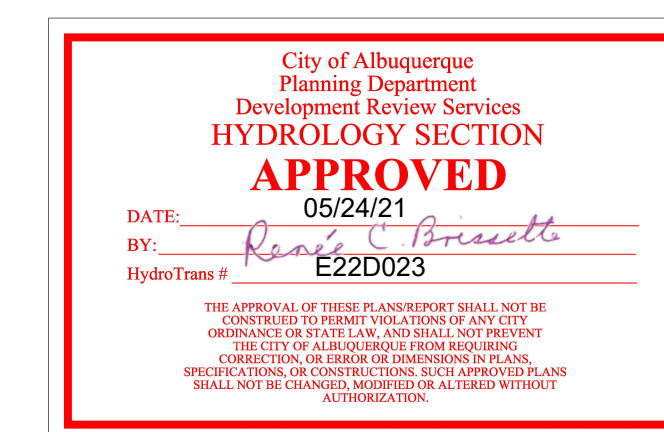 City of Albuquerque
Planning Department
Development Review Services
HYDROLOGY SECTION
APPROVED
DATE: 05/24/21
BY: Renée C. Brissette
HydroTrans # E22D023
THE APPROVAL OF THESE PLANS/REPORT SHALL NOT BE
CONSTRUED TO PERMIT VIOLATIONS OF ANY CITY
ORDINANCE OR STATE LAW, AND SHALL NOT PREVENT
THE CITY OF ALBUQUERQUE FROM REQUIRING
CORRECTION, OR ERROR OR DIMENSIONS IN PLANS,
SPECIFICATIONS, OR CONSTRUCTIONS. SUCH APPROVED PLANS
SHALL NOT BE CHANGED, MODIFIED OR ALTERED WITHOUT
AUTHORIZATION.